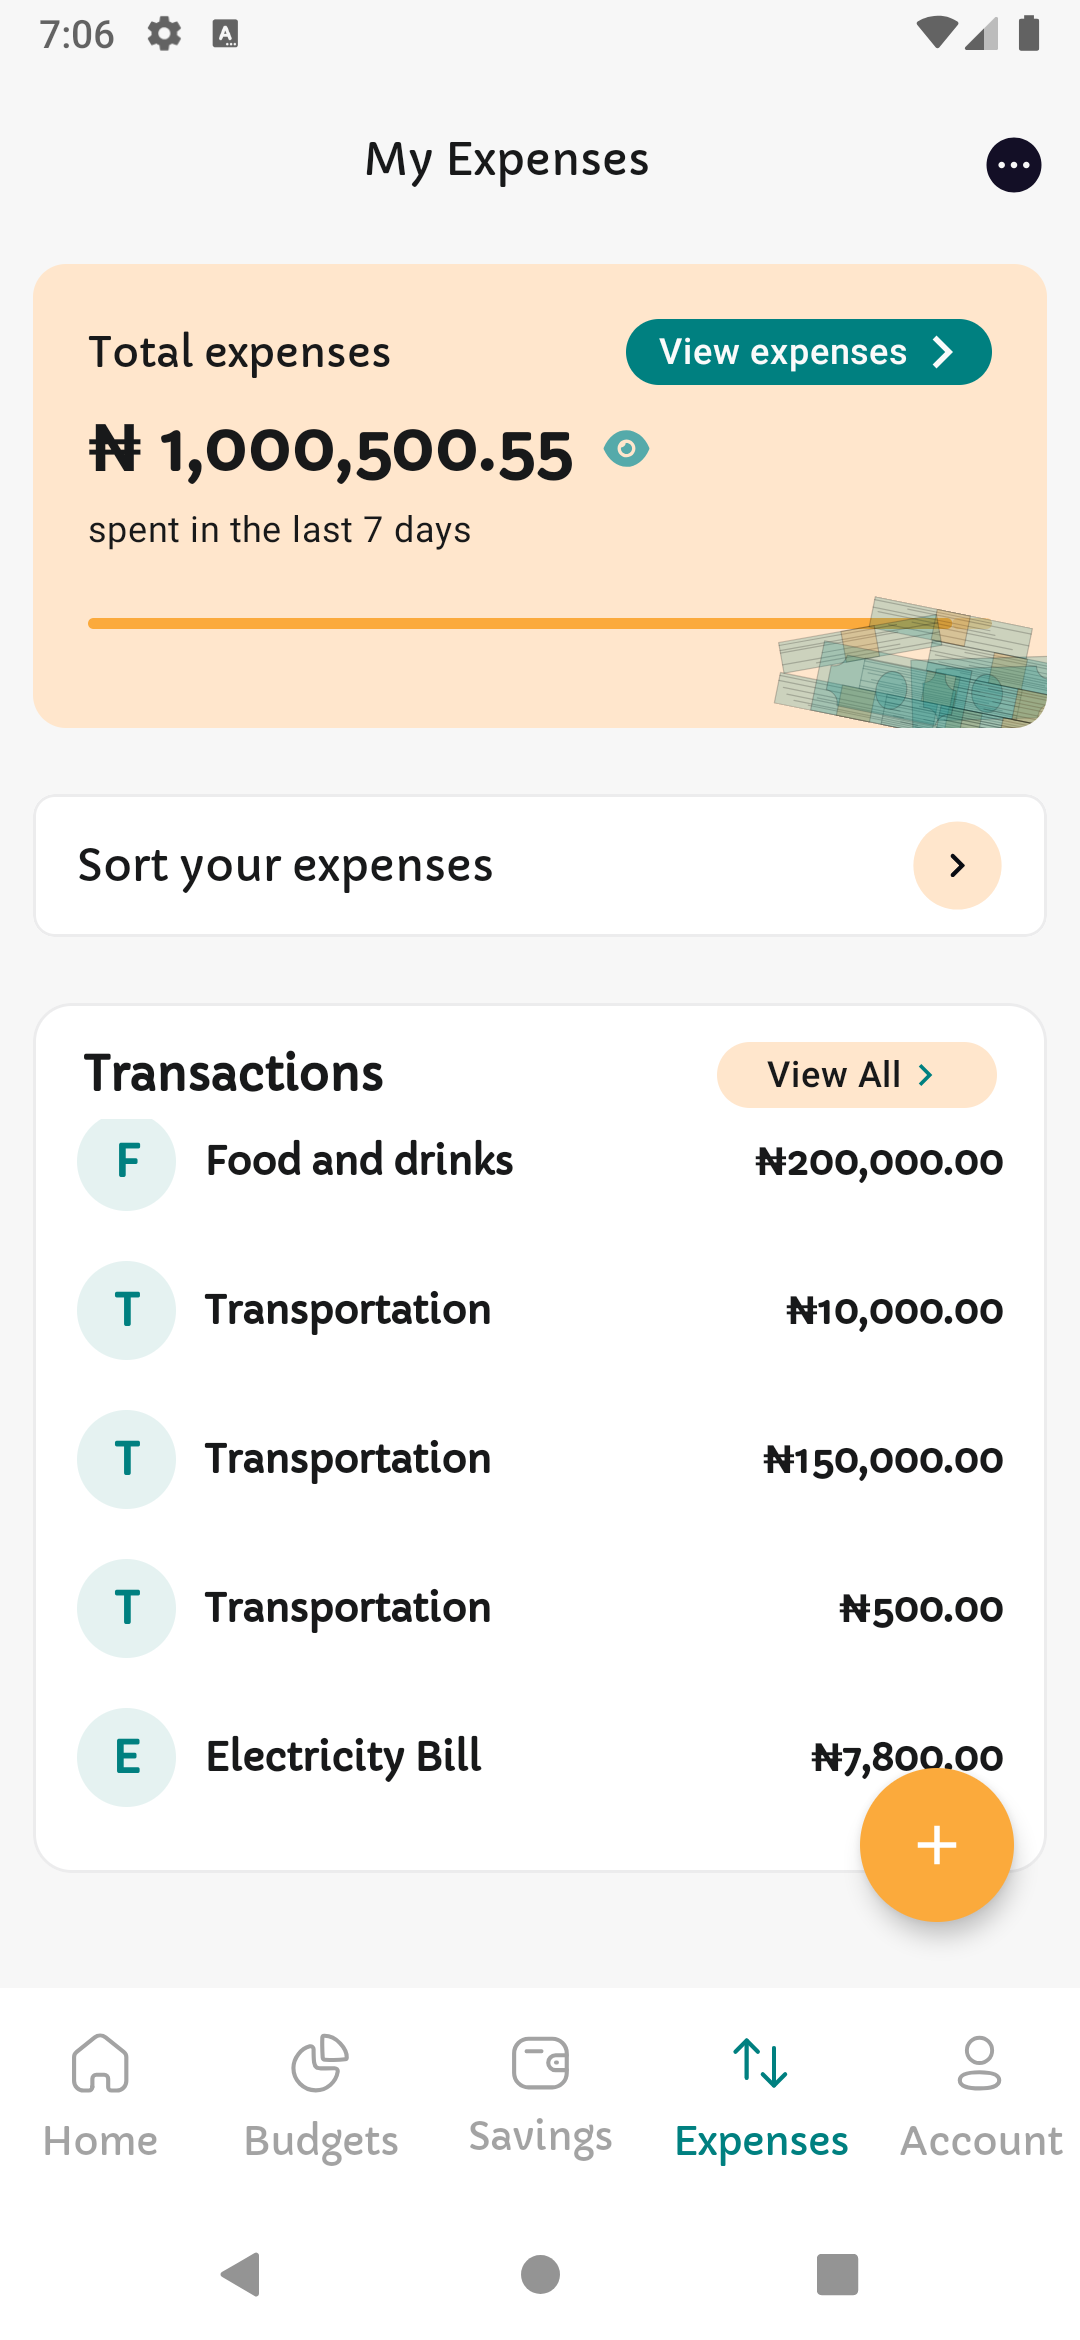 7:06
My Expenses
Total expenses
View expenses
₦ 1,000,500.55
spent in the last 7 days
Sort your expenses
Transactions
View All
F Food and drinks ₦200,000.00
T Transportation ₦10,000.00
T Transportation ₦150,000.00
T Transportation ₦500.00
E Electricity Bill ₦7,800.00
Home Budgets Savings Expenses Account